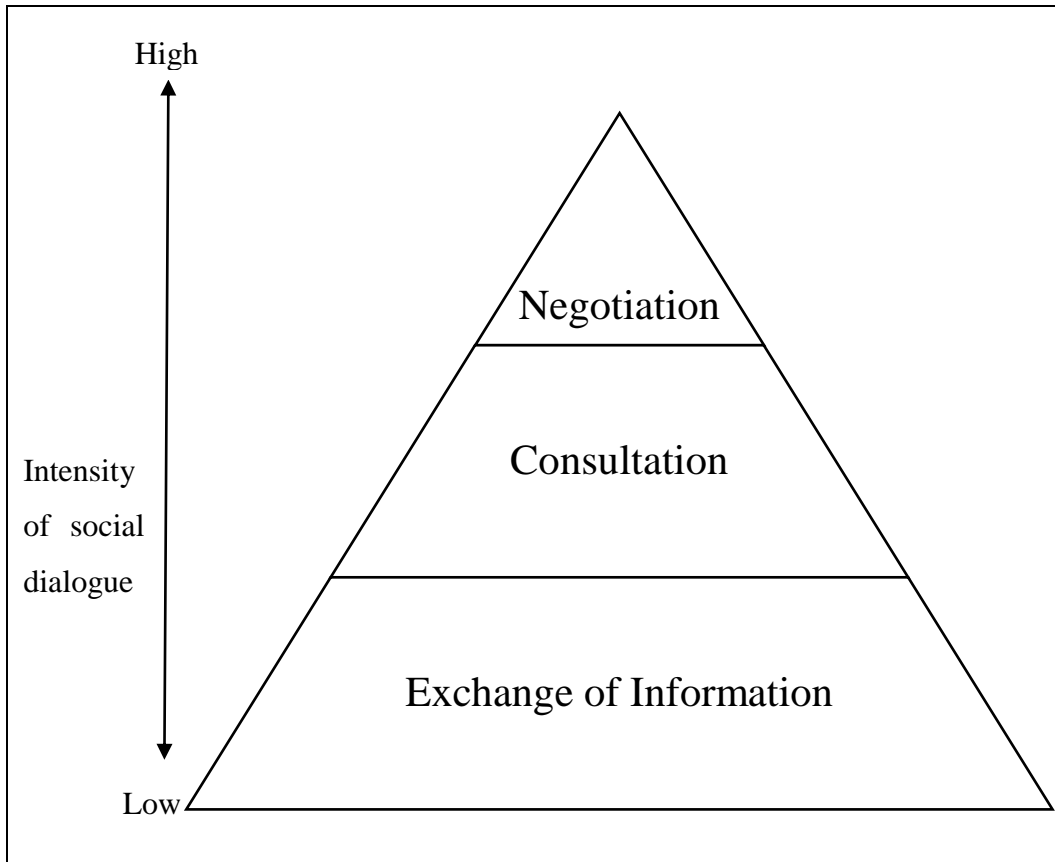 High
Negotiation
Consultation
Intensity
of social
dialogue
Exchange of Information
Low